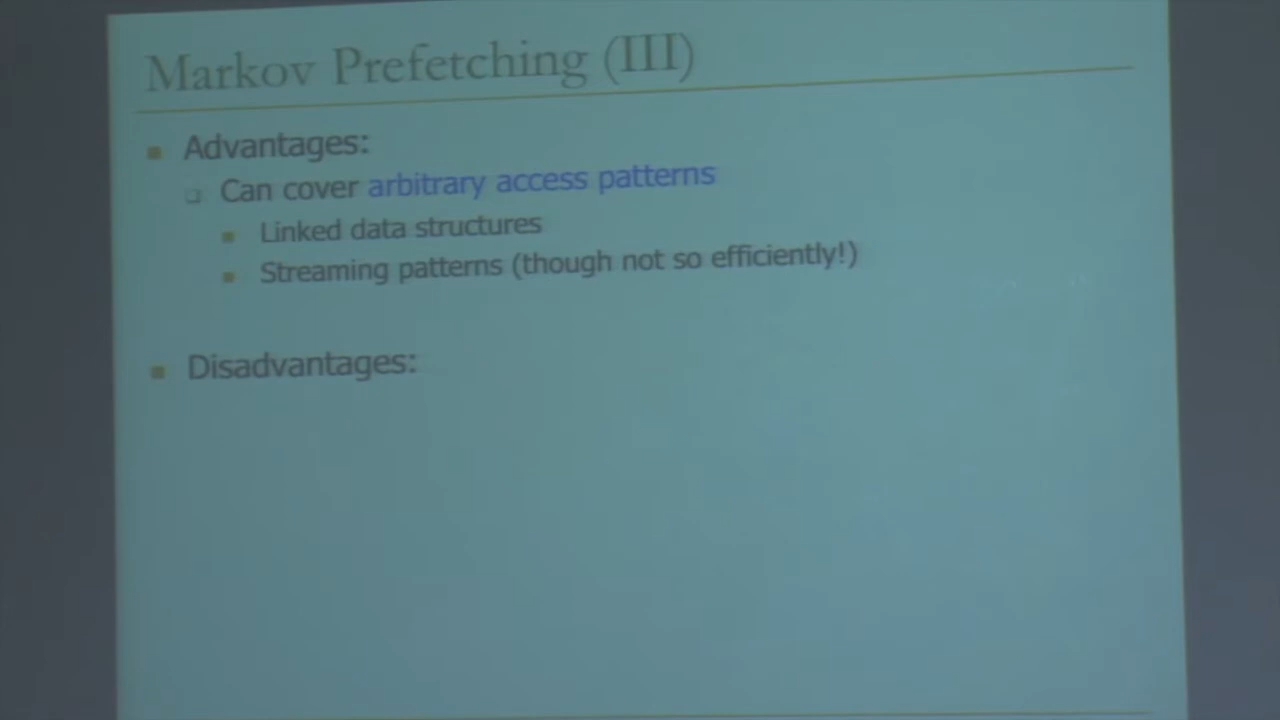 Markov Prefetching (III)
Advantages:
Can cover arbitrary access patterns
Linked data structures
Streaming patterns (though not so efficiently!)
Disadvantages: